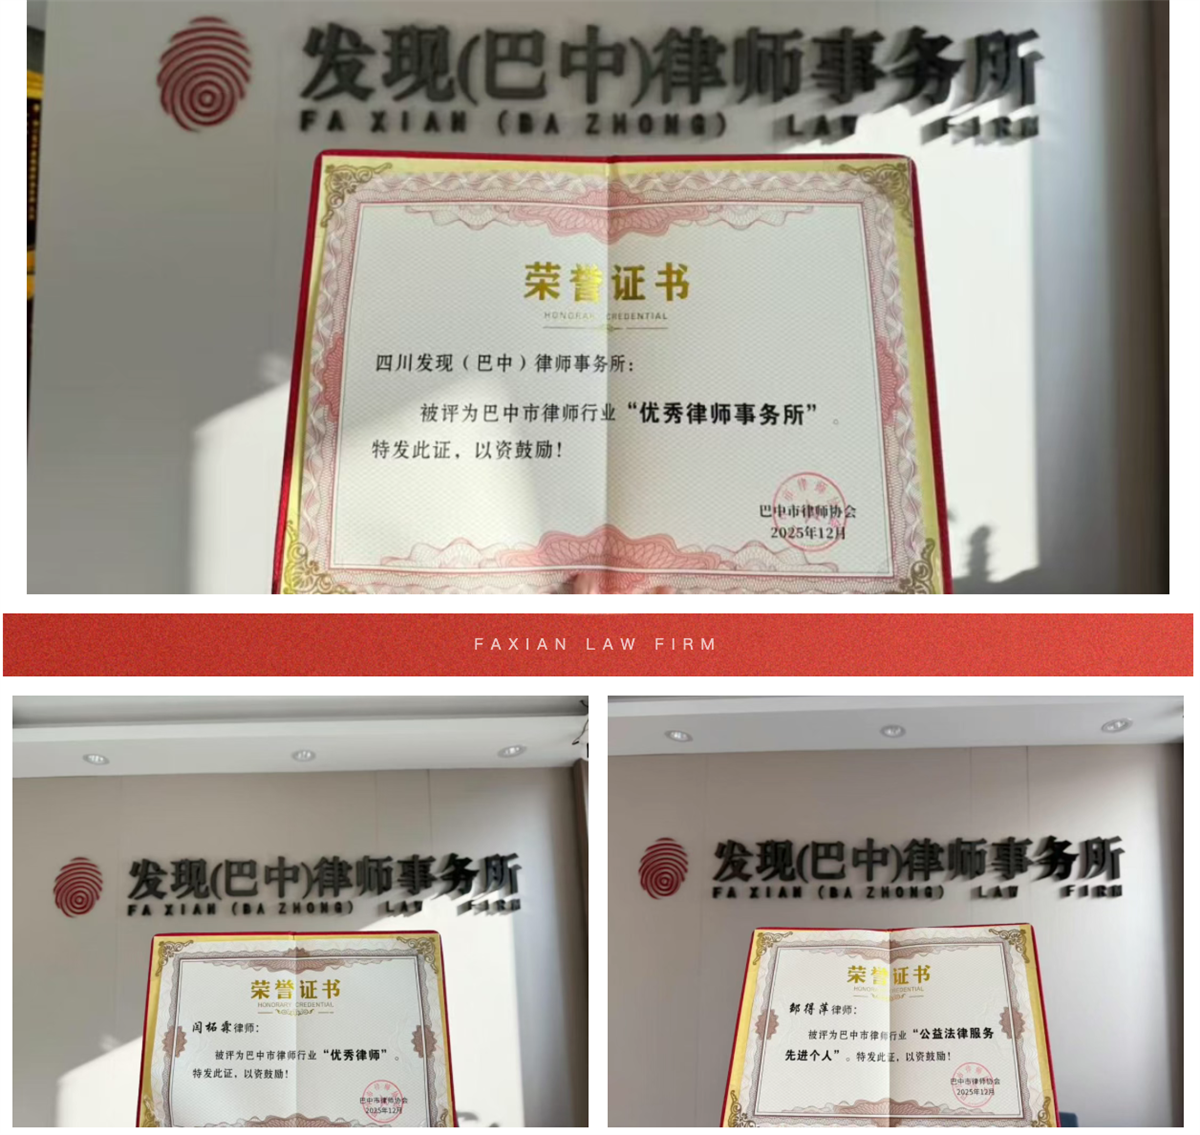 发现(巴中)律师事务所
FA XIAN (BA ZHONG) LAW FIRM
荣誉证书
HONORARY CREDENTIAL
四川发现(巴中)律师事务所:
被评为巴中市律师行业“优秀律师事务所”。
特发此证,以资鼓励!
巴中市律师协会
2025年12月
FAXIAN LAW FIRM
发现(巴中)律师事务所
FA XIAN (BA ZHONG) LAW FIRM
荣誉证书
HONORARY CREDENTIAL
闫柘霖律师:
被评为巴中市律师行业“优秀律师”。
特发此证,以资鼓励!
巴中市律师协会
2025年12月
发现(巴中)律师事务所
FA XIAN (BA ZHONG) LAW FIRM
荣誉证书
HONORARY CREDENTIAL
邹得萍律师:
被评为巴中市律师行业“公益法律服务
先进个人”。特发此证,以资鼓励!
巴中市律师协会
2025年12月